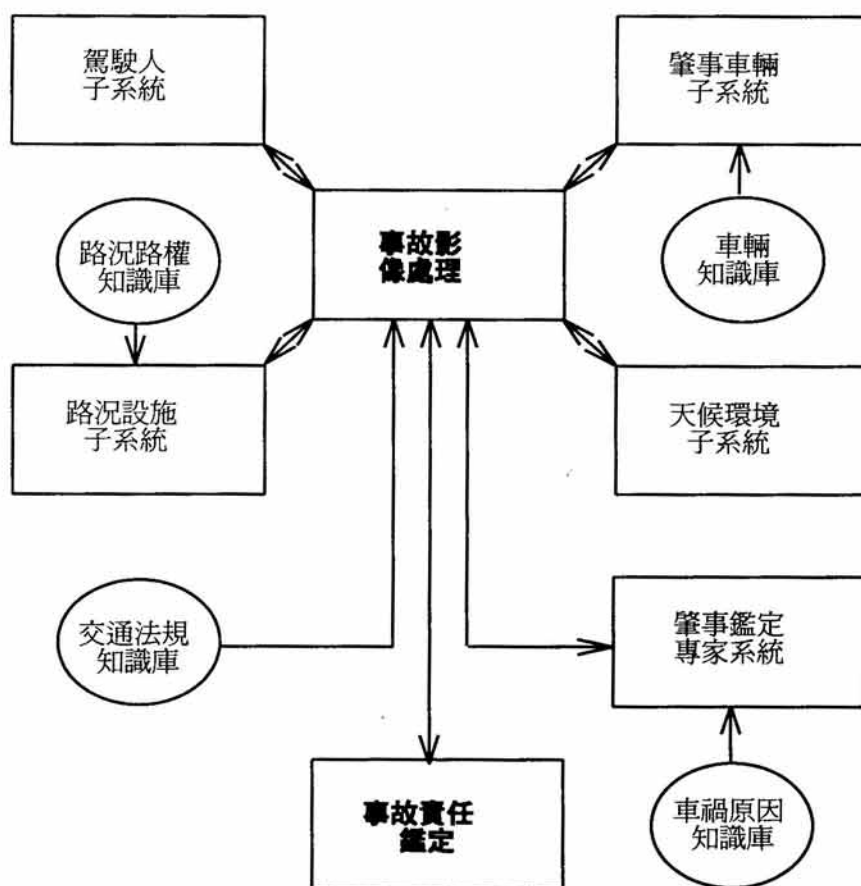 駕駛人
子系統
肇事車輛
子系統
事故影
像處理
路況路權
知識庫
車輛
知識庫
路況設施
子系統
天候環境
子系統
交通法規
知識庫
肇事鑑定
專家系統
事故責任
鑑定
車禍原因
知識庫